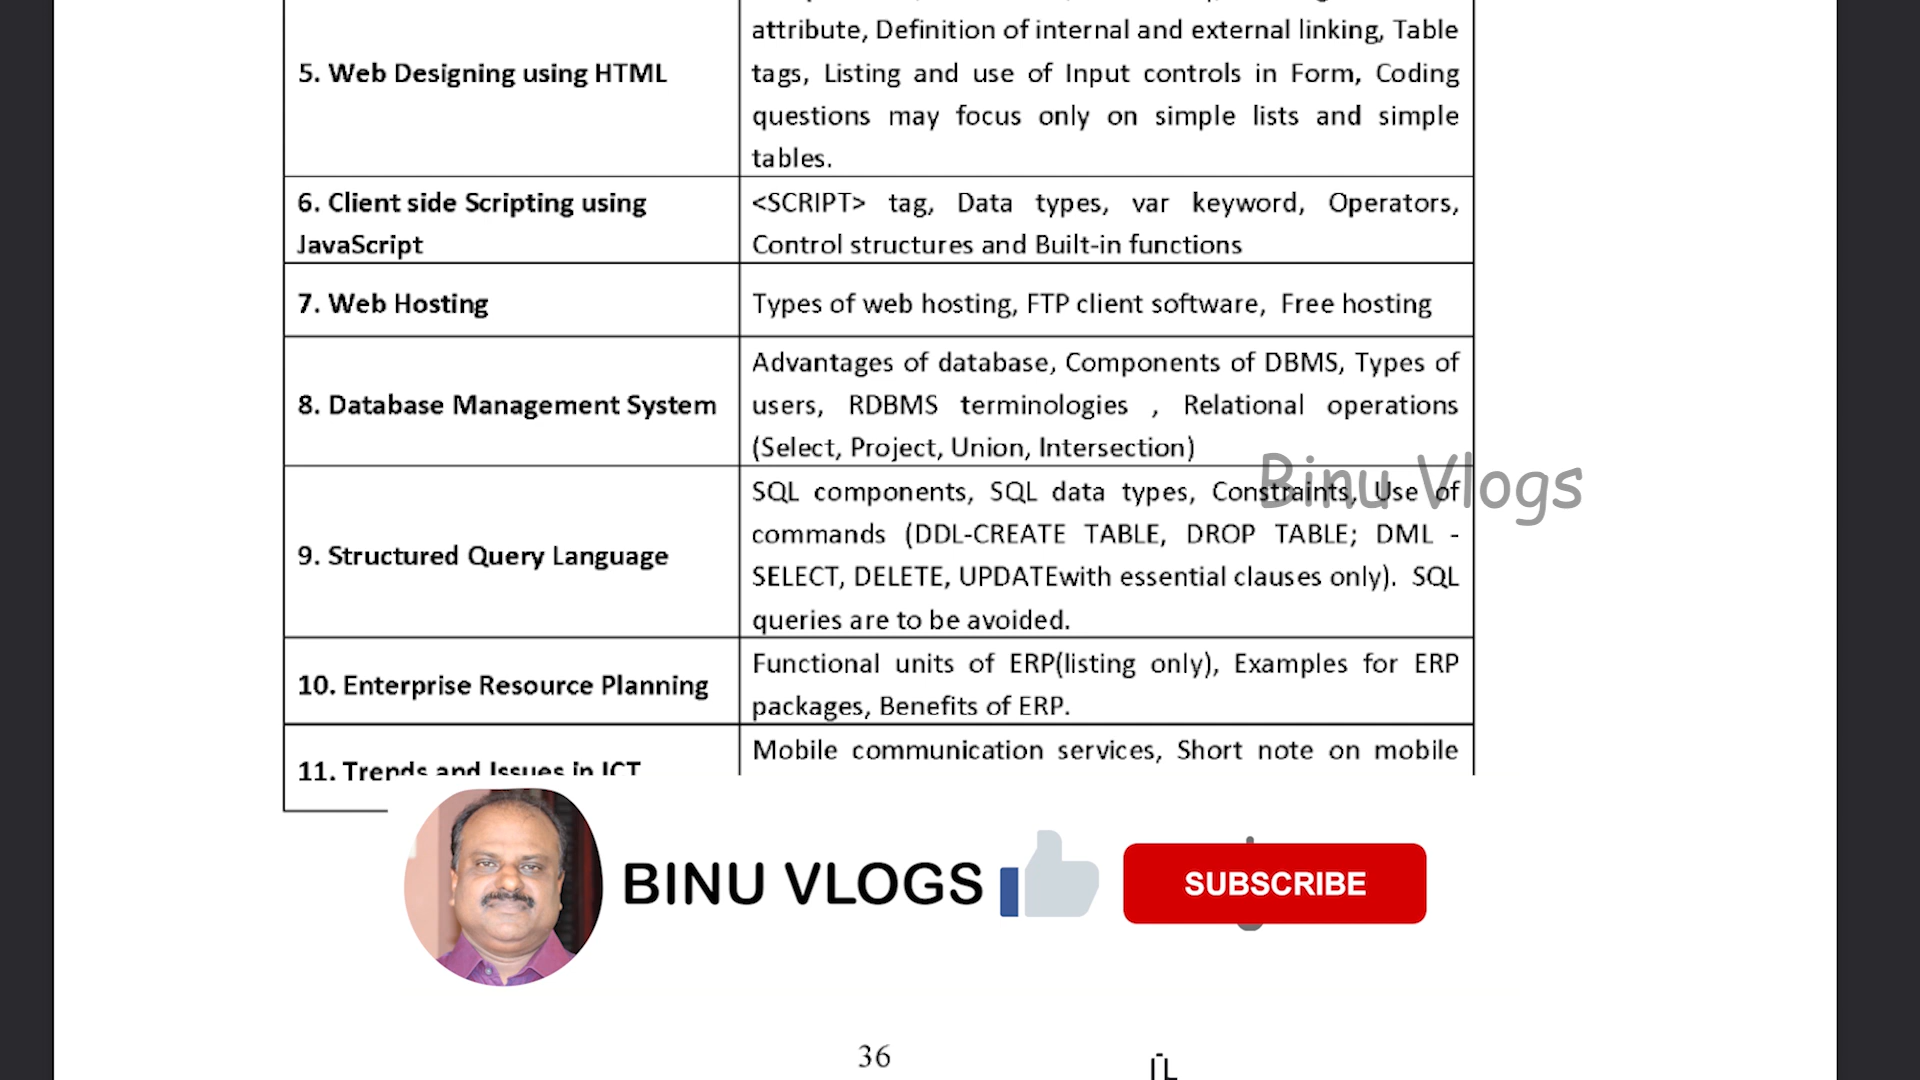 attribute, Definition of internal and external linking, Table
5. Web Designing using HTML
tags, Listing and use of Input controls in Form, Coding
questions may focus only on simple lists and simple
tables.
6. Client side Scripting using
JavaScript
<SCRIPT> tag, Data types, var keyword, Operators,
Control structures and Built-in functions
7. Web Hosting
Types of web hosting, FTP client software, Free hosting
8. Database Management System
Advantages of database, Components of DBMS, Types of
users, RDBMS terminologies , Relational operations
(Select, Project, Union, Intersection)
Binu Vlogs
9. Structured Query Language
SQL components, SQL data types, Constraints, Use of
commands (DDL-CREATE TABLE, DROP TABLE; DML -
SELECT, DELETE, UPDATEwith essential clauses only). SQL
queries are to be avoided.
10. Enterprise Resource Planning
Functional units of ERP(listing only), Examples for ERP
packages, Benefits of ERP.
11. Trends and Issues in ICT
Mobile communication services, Short note on mobile
BINU VLOGS
SUBSCRIBE
36